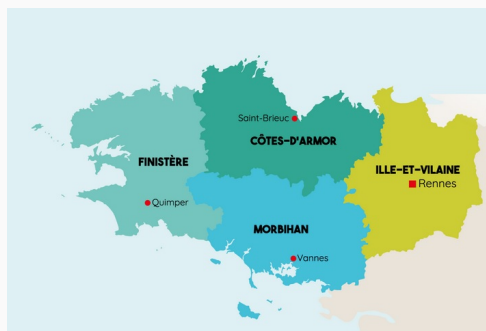 Saint-Brieuc
CÔTES-D'ARMOR
FINISTÈRE
ILLE-ET-VILAINE
Rennes
Quimper
MORBIHAN
Vannes